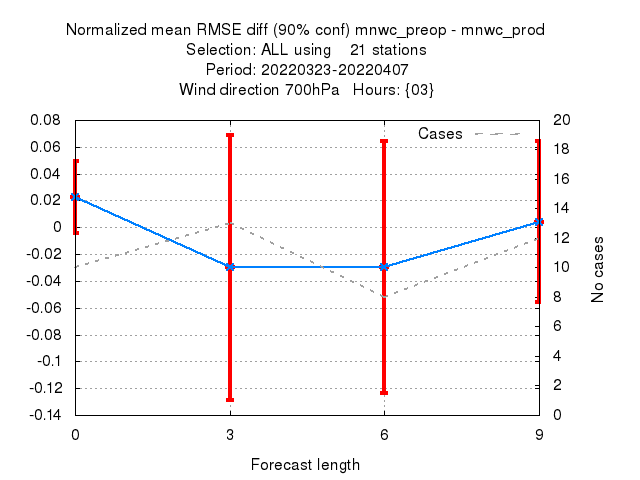 Normalized mean RMSE diff (90% conf) mnwc_preop - mnwc_prod
Selection: ALL using    21 stations
Period: 20220323-20220407
Wind direction 700hPa   Hours: {03}
Cases
0.08
0.06
0.04
0.02
0
-0.02
-0.04
-0.06
-0.08
-0.1
-0.12
-0.14
20
18
16
14
12
10
8
6
4
2
0
No cases
0 3 6 9
Forecast length